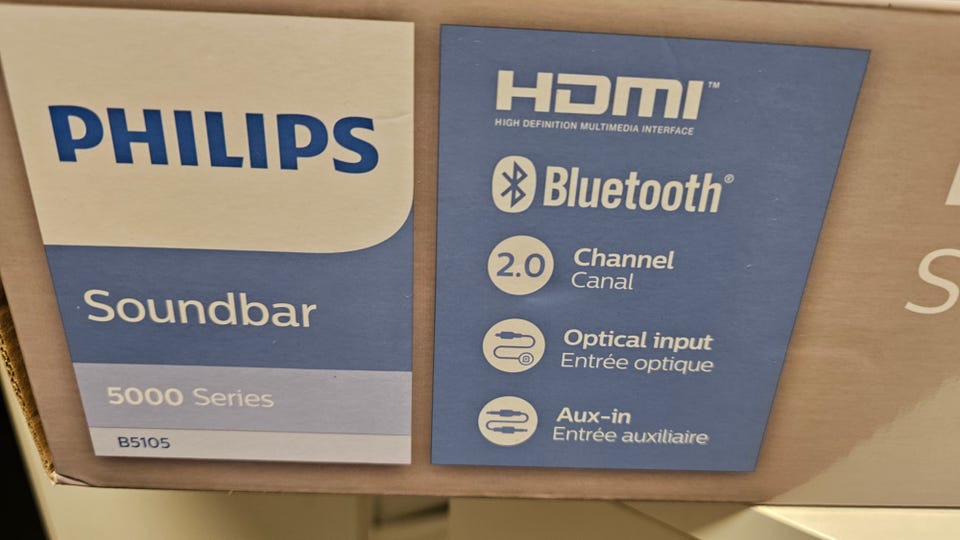 PHILIPS
Soundbar
5000 Series
B5105
HDMI™
HIGH DEFINITION MULTIMEDIA INTERFACE
Bluetooth®
2.0 Channel
Canal
Optical input
Entrée optique
Aux-in
Entrée auxiliaire
S